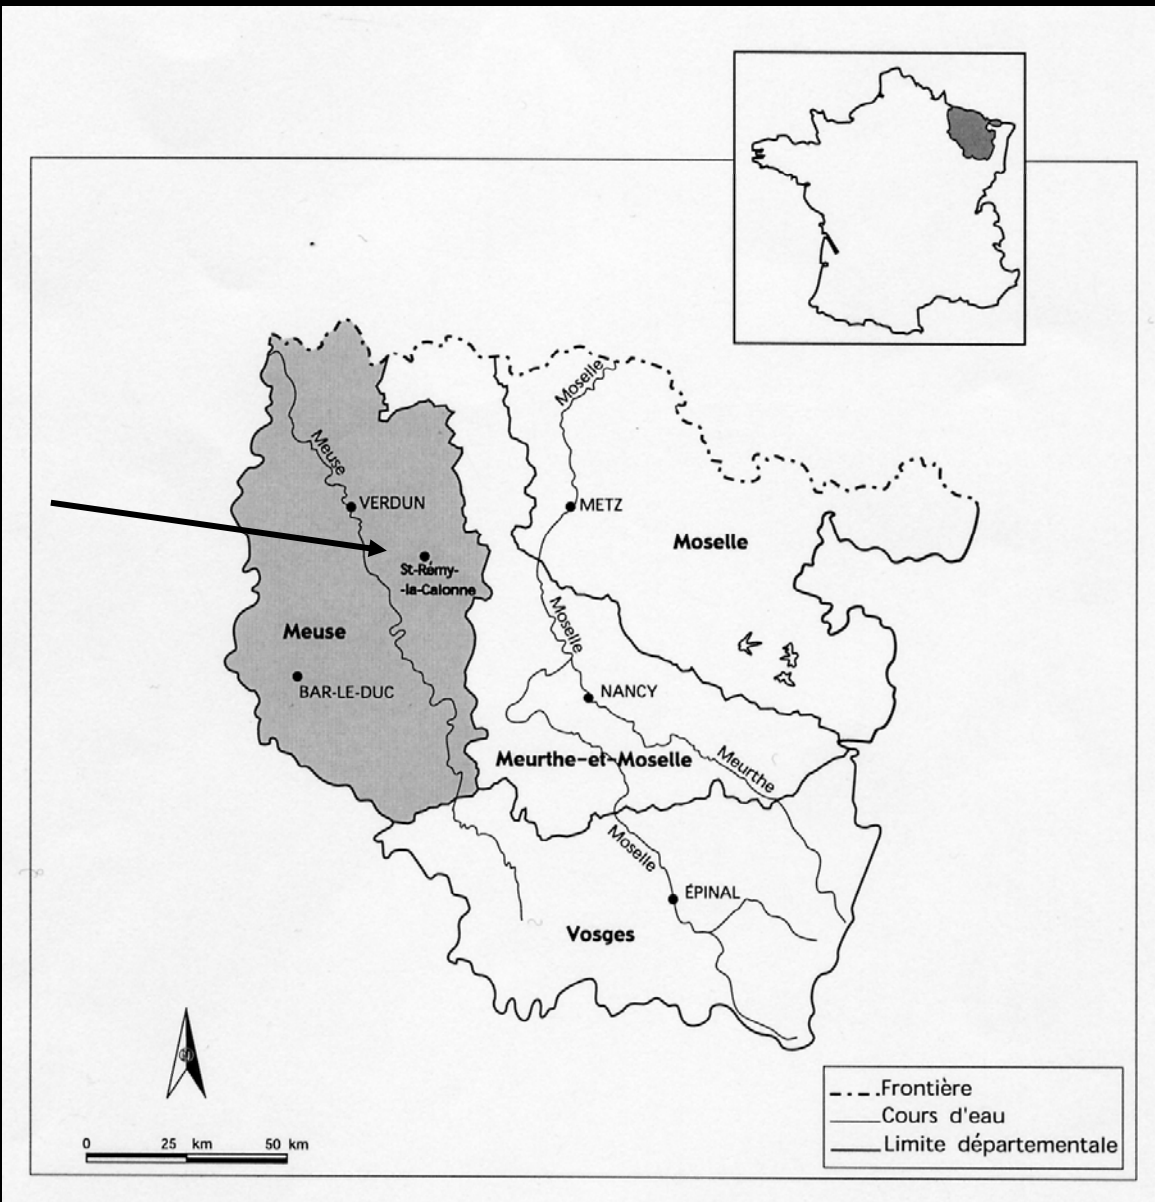 Moselle
Meuse
VERDUN
METZ
Moselle
St-Rémy-
-la-Calonne
Meuse
Moselle
BAR-LE-DUC
NANCY
Meurthe-et-Moselle
Meurthe
Moselle
ÉPINAL
Vosges
0 25 km 50 km
Frontière
Cours d'eau
Limite départementale